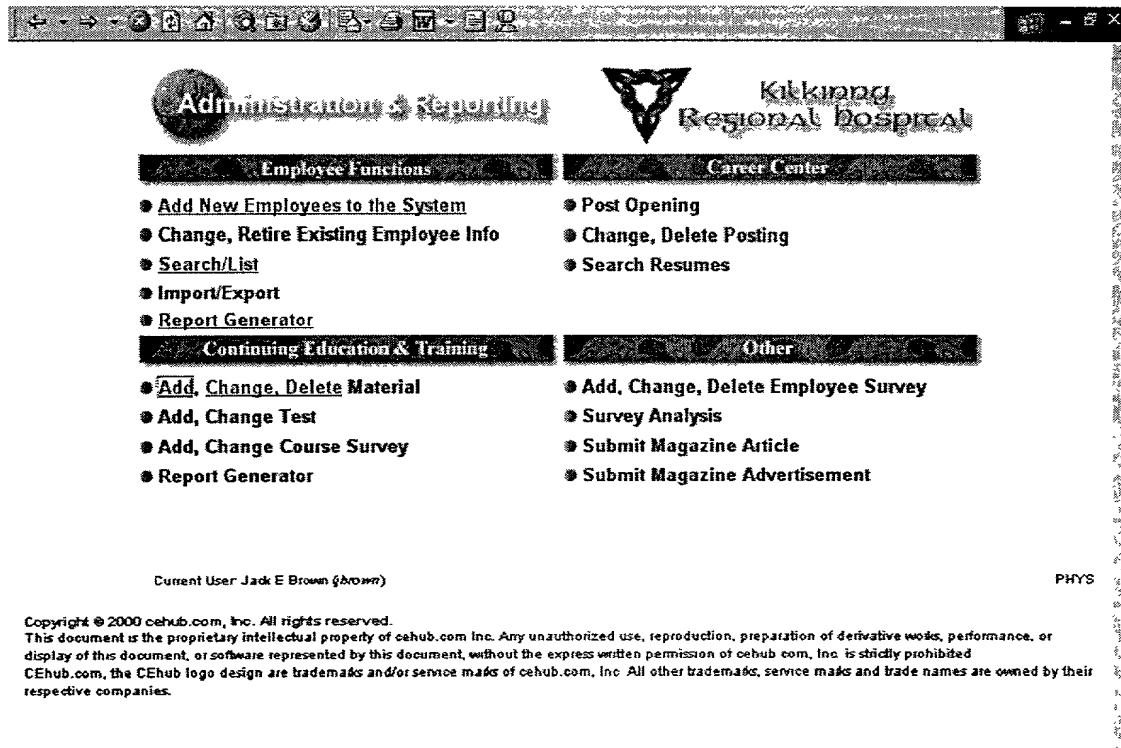 Administration & Reporting
Kilkinny
Regional Hospital
Employee Functions
Add New Employees to the System
Change, Retire Existing Employee Info
Search/List
Import/Export
Report Generator
Career Center
Post Opening
Change, Delete Posting
Search Resumes
Continuing Education & Training
Add, Change, Delete Material
Add, Change Test
Add, Change Course Survey
Report Generator
Other
Add, Change, Delete Employee Survey
Survey Analysis
Submit Magazine Article
Submit Magazine Advertisement
Current User Jack E Brown (jbrown)
PHYS
Copyright © 2000 cehub.com, Inc. All rights reserved.
This document is the proprietary intellectual property of cehub.com Inc. Any unauthorized use, reproduction, preparation of derivative works, performance, or
display of this document, or software represented by this document, without the express written permission of cehub com, Inc. is strictly prohibited
CEhub.com, the CEhub logo design are trademarks and/or service marks of cehub.com, Inc All other trademarks, service marks and trade names are owned by their
respective companies.